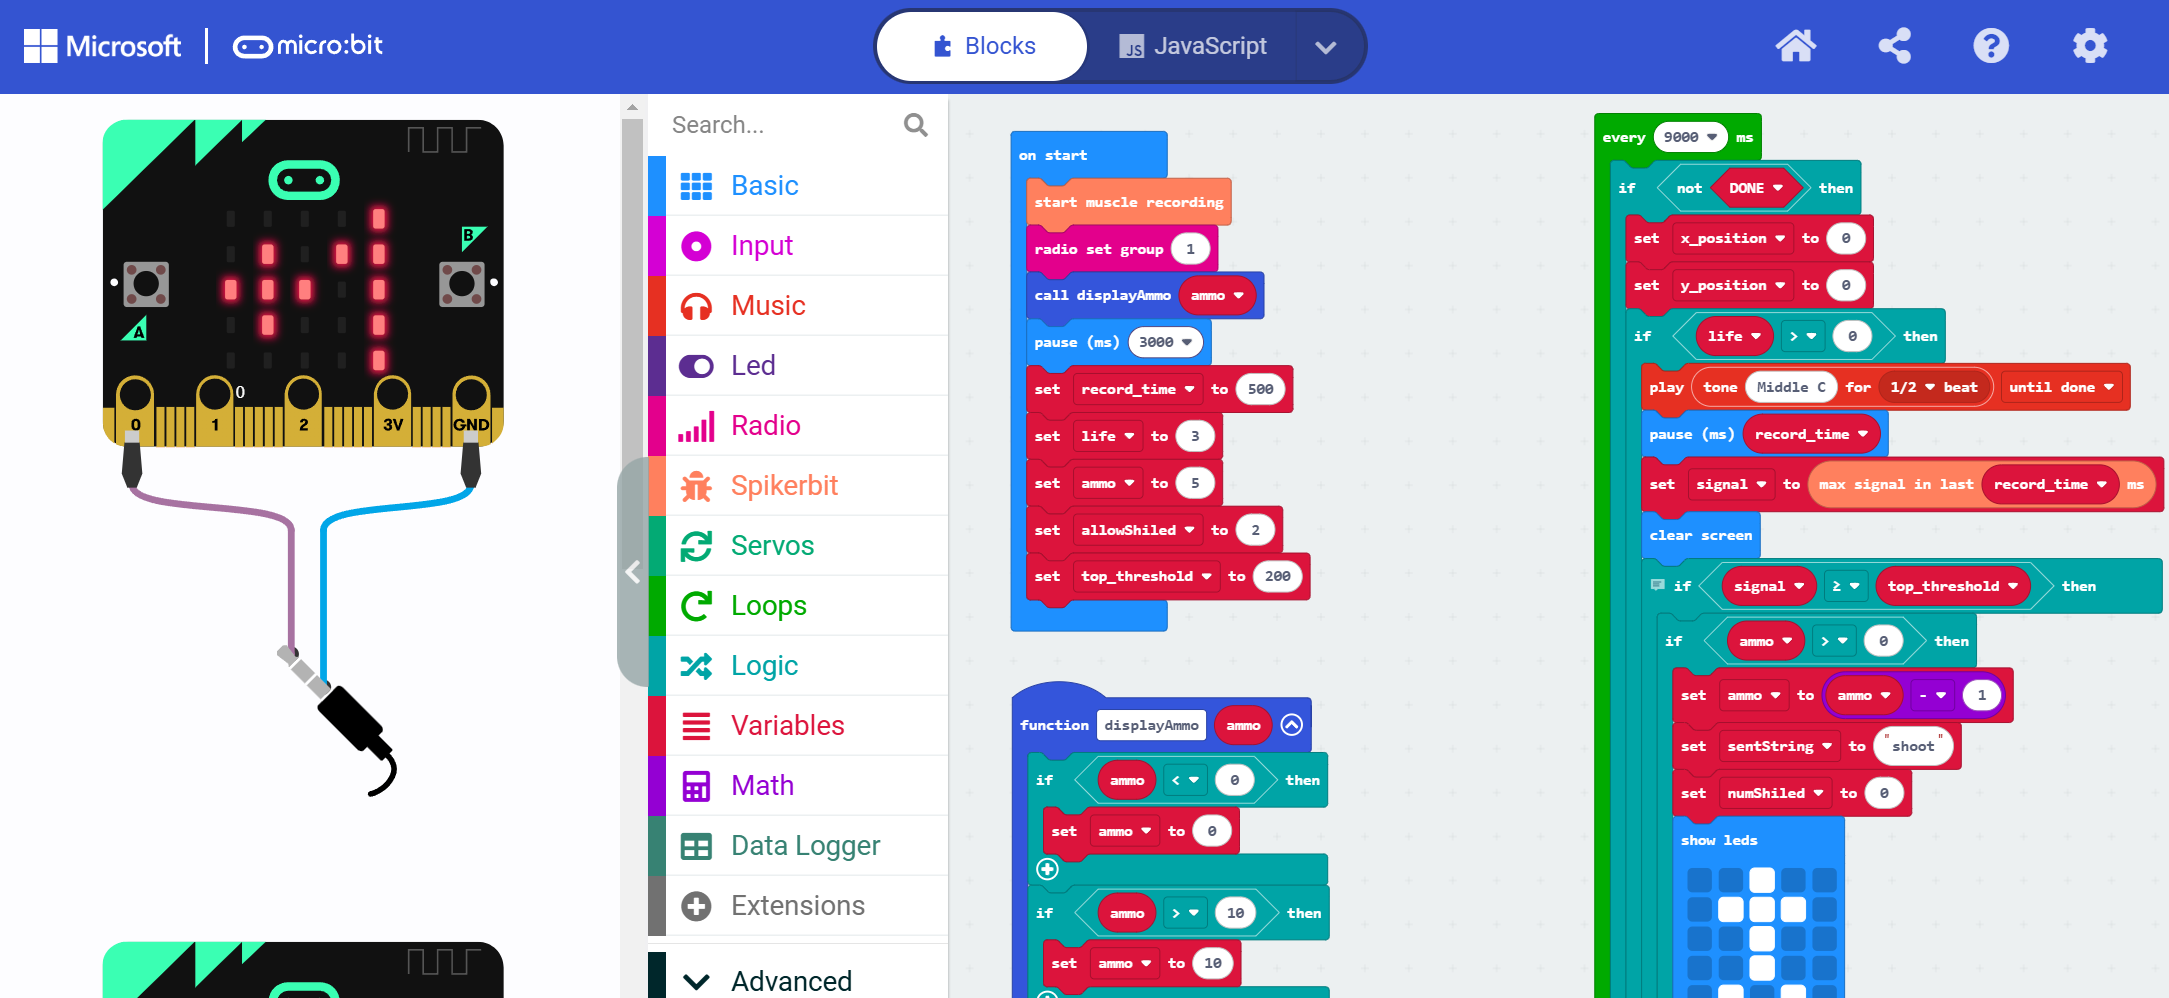 Microsoft
micro:bit
Blocks
JS JavaScript
B
A
0
0
1
2
3V
GND
Search...
Basic
Input
Music
Led
Radio
Spikerbit
Servos
Loops
Logic
Variables
Math
Data Logger
Extensions
Advanced
on start
start muscle recording
radio set group 1
call displayAmmo ammo
pause (ms) 3000
set record_time to 500
set life to 3
set ammo to 5
set allowShiled to 2
set top_threshold to 200
function displayAmmo ammo
if ammo < 0 then
set ammo to 0
if ammo > 10 then
set ammo to 10
every 9000 ms
if not DONE then
set x_position to 0
set y_position to 0
if life > 0 then
play tone Middle C for 1/2 beat until done
pause (ms) record_time
set signal to max signal in last record_time ms
clear screen
if signal ≥ top_threshold then
if ammo > 0 then
set ammo to ammo - 1
set sentString to "shoot"
set numShiled to 0
show leds